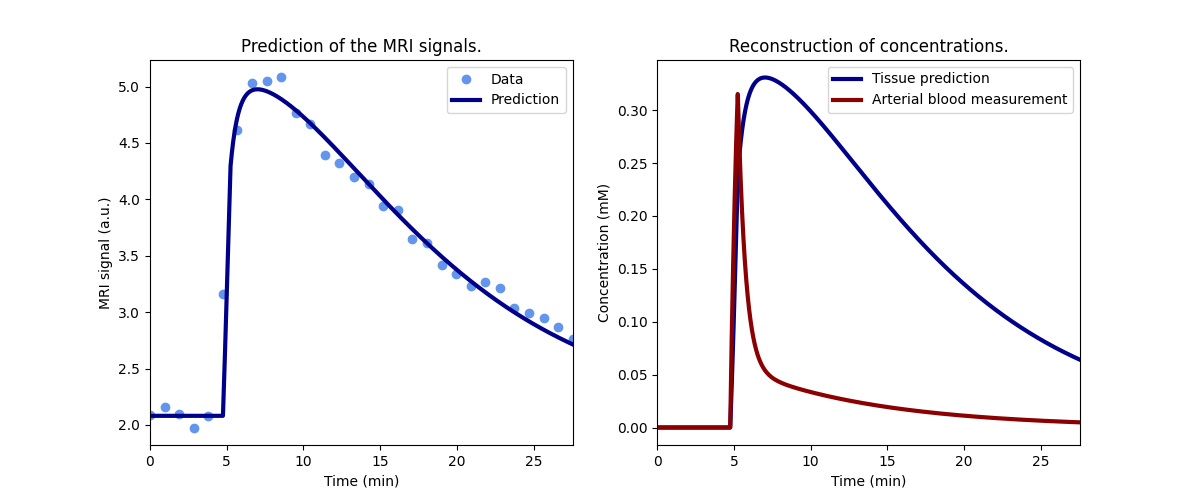 Prediction of the MRI signals.
MRI signal (a.u.)
5.0
4.5
4.0
3.5
3.0
2.5
2.0
Data
Prediction
0 5 10 15 20 25
Time (min)
Reconstruction of concentrations.
Concentration (mM)
0.30
0.25
0.20
0.15
0.10
0.05
0.00
Tissue prediction
Arterial blood measurement
0 5 10 15 20 25
Time (min)